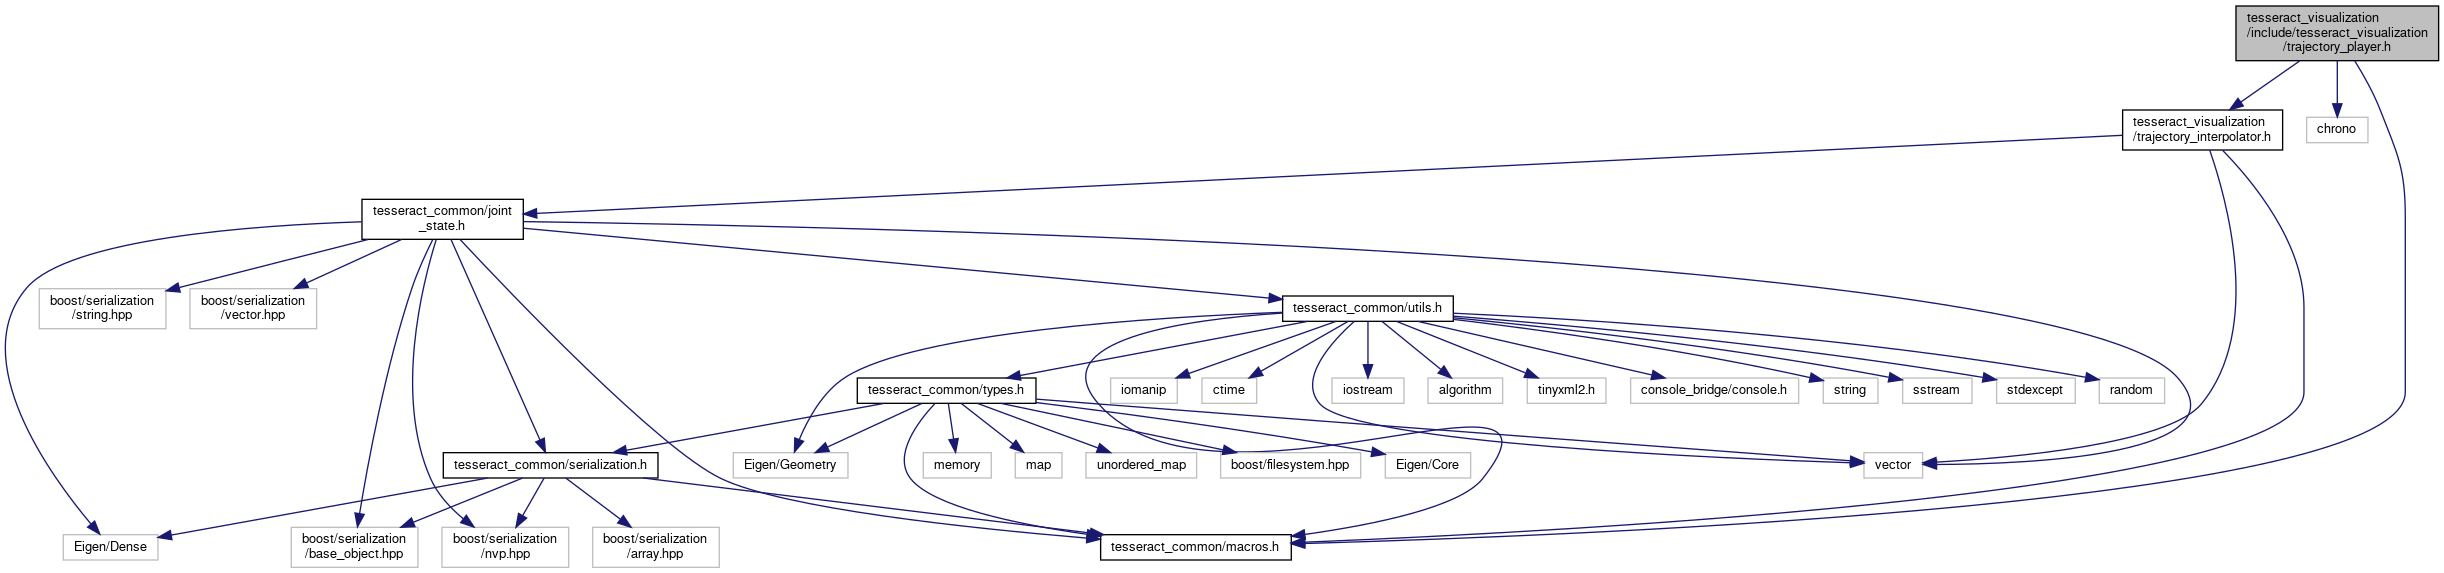 tesseract_visualization
/include/tesseract_visualization
/trajectory_player.h
tesseract_visualization
/trajectory_interpolator.h
chrono
tesseract_common/joint
_state.h
boost/serialization
/string.hpp
boost/serialization
/vector.hpp
tesseract_common/utils.h
tesseract_common/types.h
iomanip
ctime
iostream
algorithm
tinyxml2.h
console_bridge/console.h
string
sstream
stdexcept
random
tesseract_common/serialization.h
Eigen/Geometry
memory
map
unordered_map
boost/filesystem.hpp
Eigen/Core
vector
Eigen/Dense
boost/serialization
/base_object.hpp
boost/serialization
/nvp.hpp
boost/serialization
/array.hpp
tesseract_common/macros.h